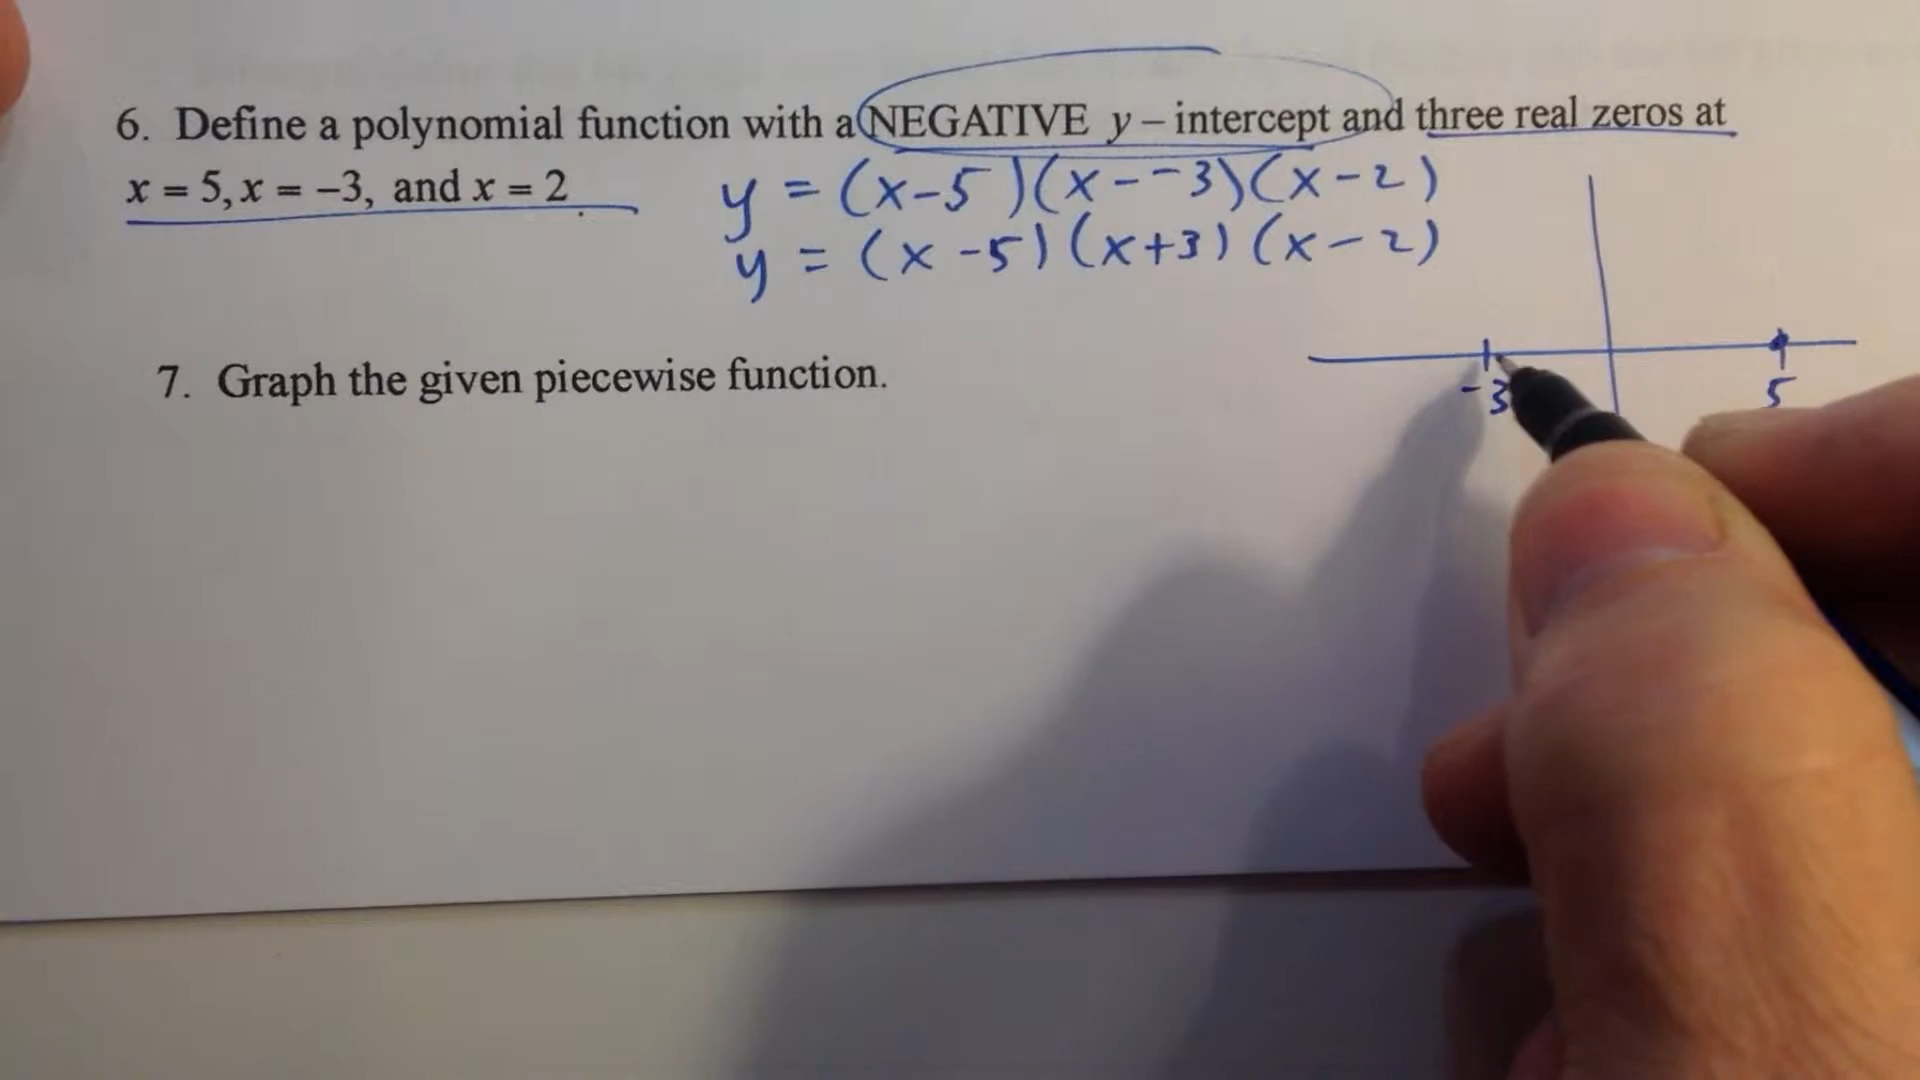 6. Define a polynomial function with a NEGATIVE y – intercept and three real zeros at
x = 5, x = −3, and x = 2
y = (x-5)(x--3)(x-2)
y = (x-5)(x+3)(x-2)
-3 5
7. Graph the given piecewise function.